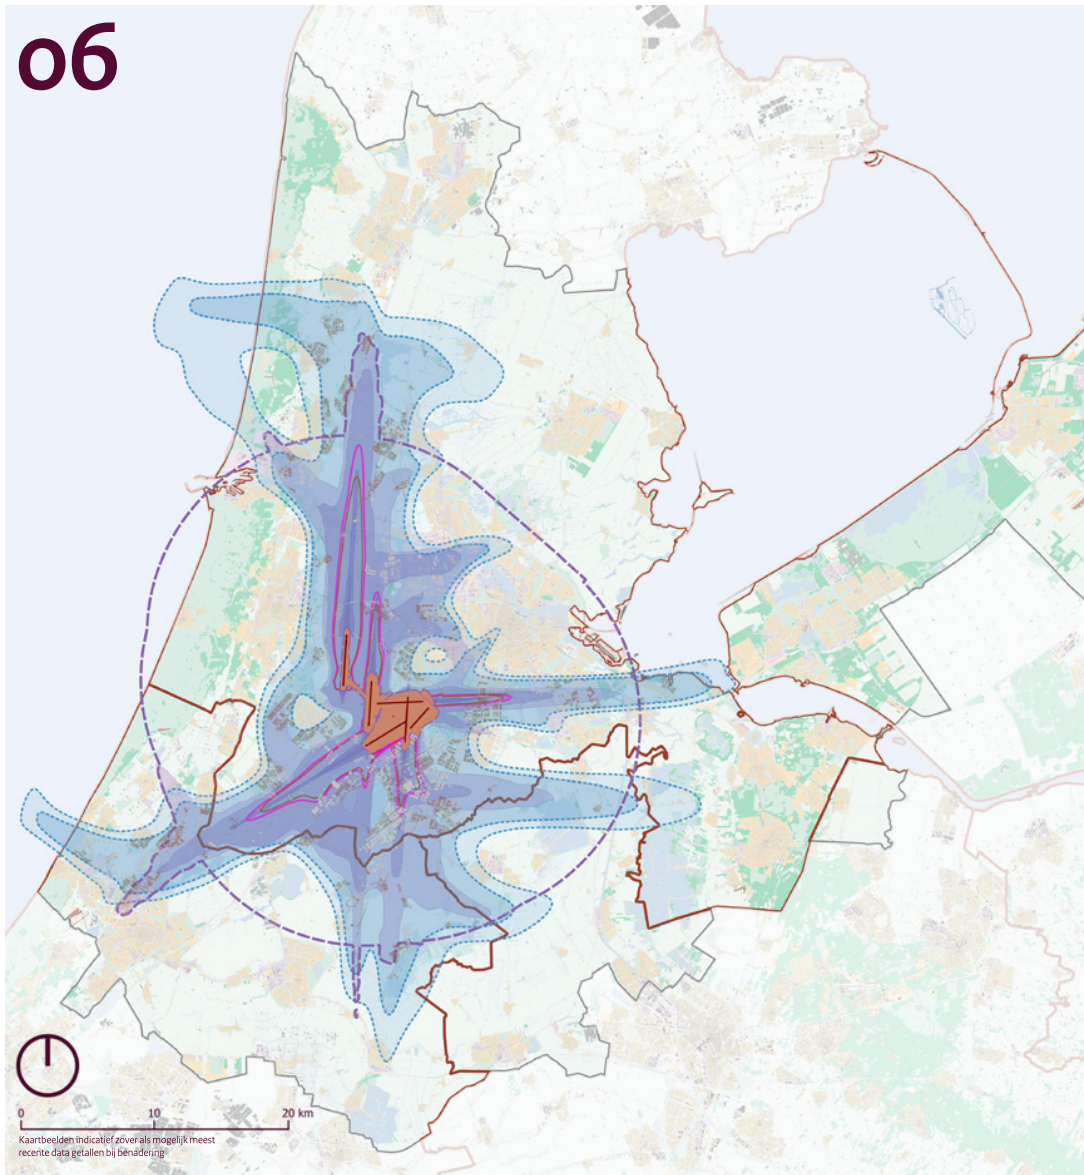 06
0 10 20 km
Kaartbeelden indicatief zover als mogelijk meest
recente data getallen bij benadering